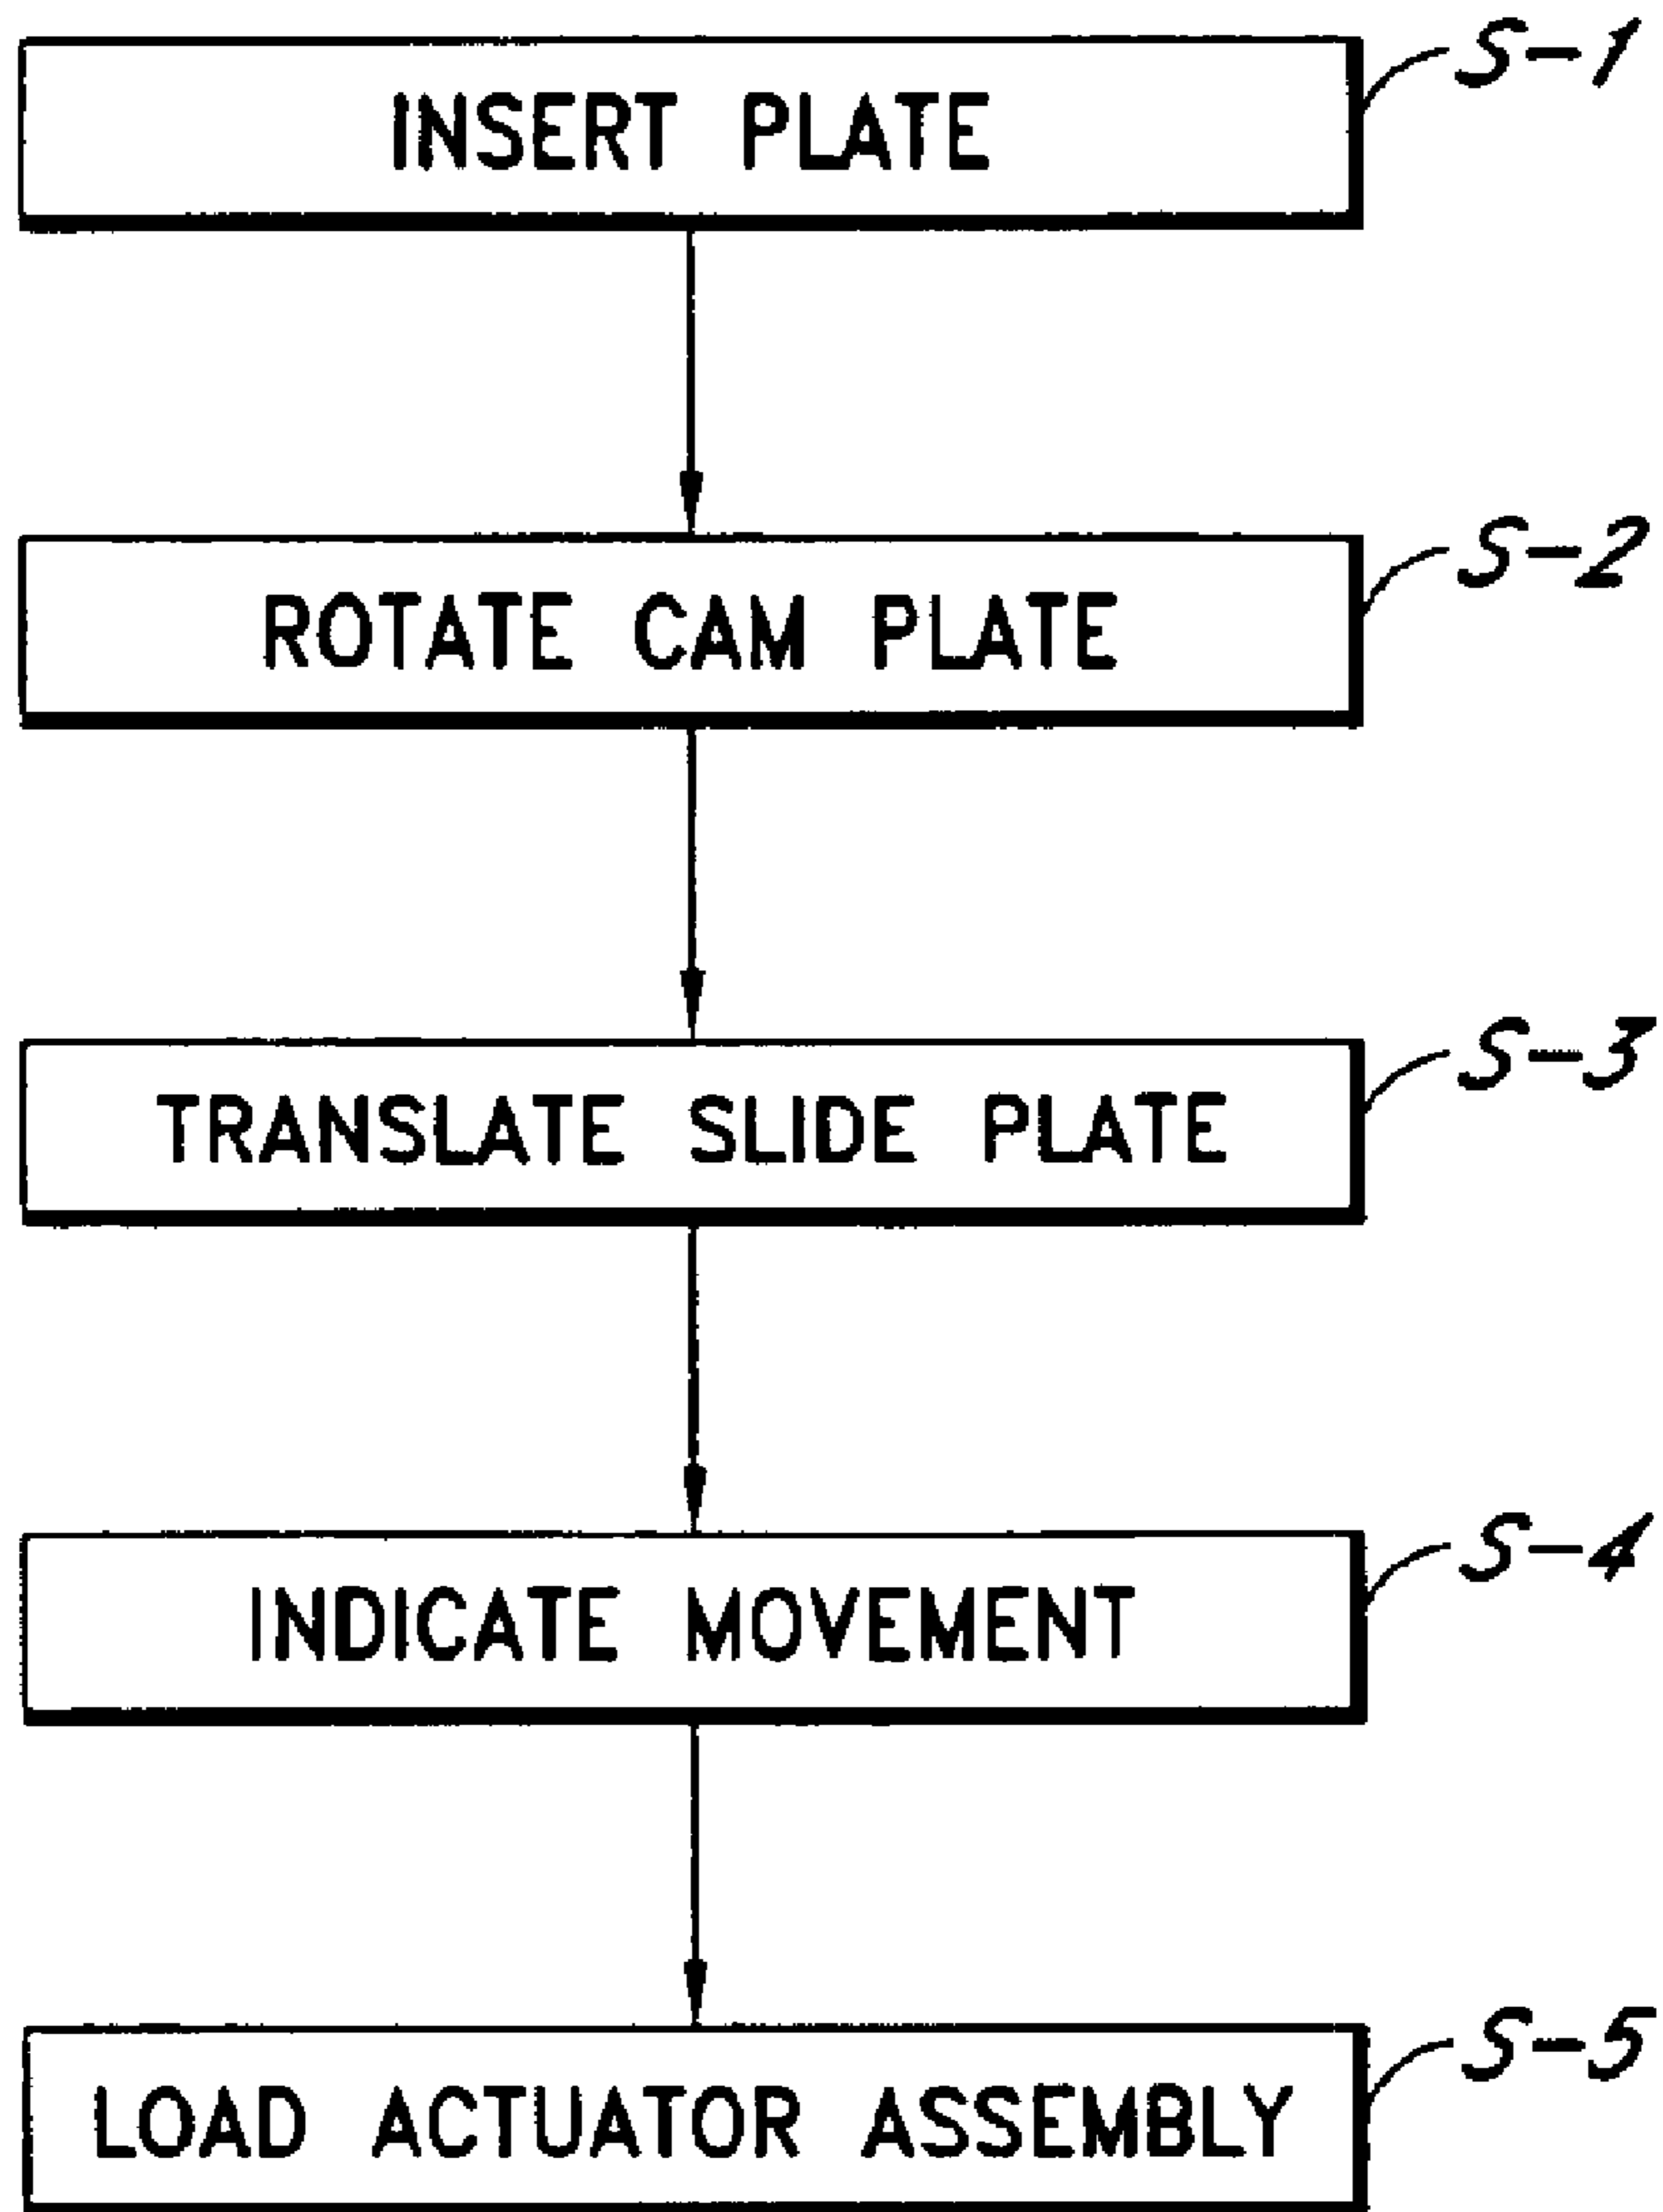 INSERT PLATE
S-1
ROTATE CAM PLATE
S-2
TRANSLATE SLIDE PLATE
S-3
INDICATE MOVEMENT
S-4
LOAD ACTUATOR ASSEMBLY
S-5